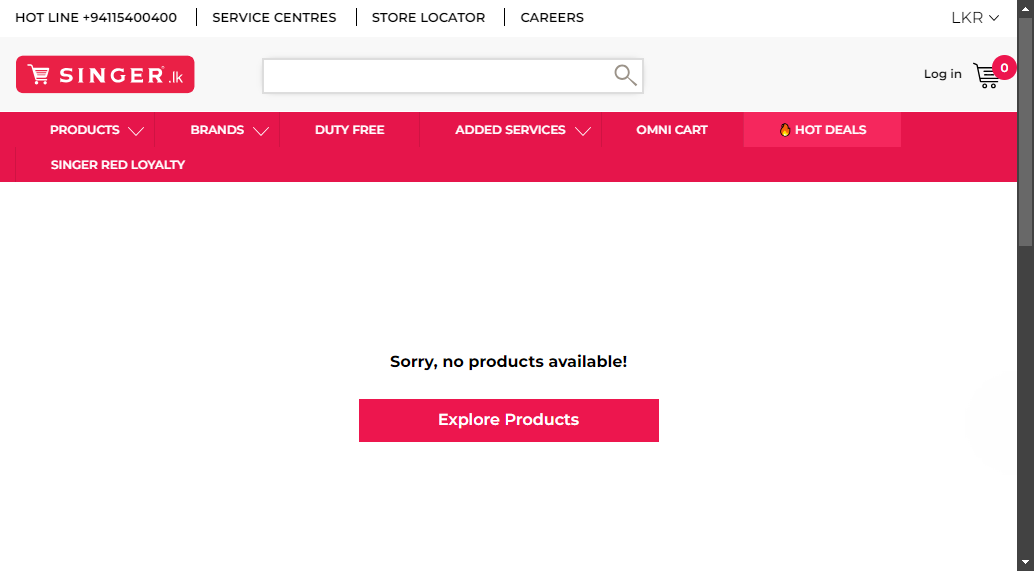 HOT LINE +94115400400 SERVICE CENTRES STORE LOCATOR CAREERS LKR
SINGER.lk Log in 0
PRODUCTS BRANDS DUTY FREE ADDED SERVICES OMNI CART HOT DEALS
SINGER RED LOYALTY
Sorry, no products available!
Explore Products